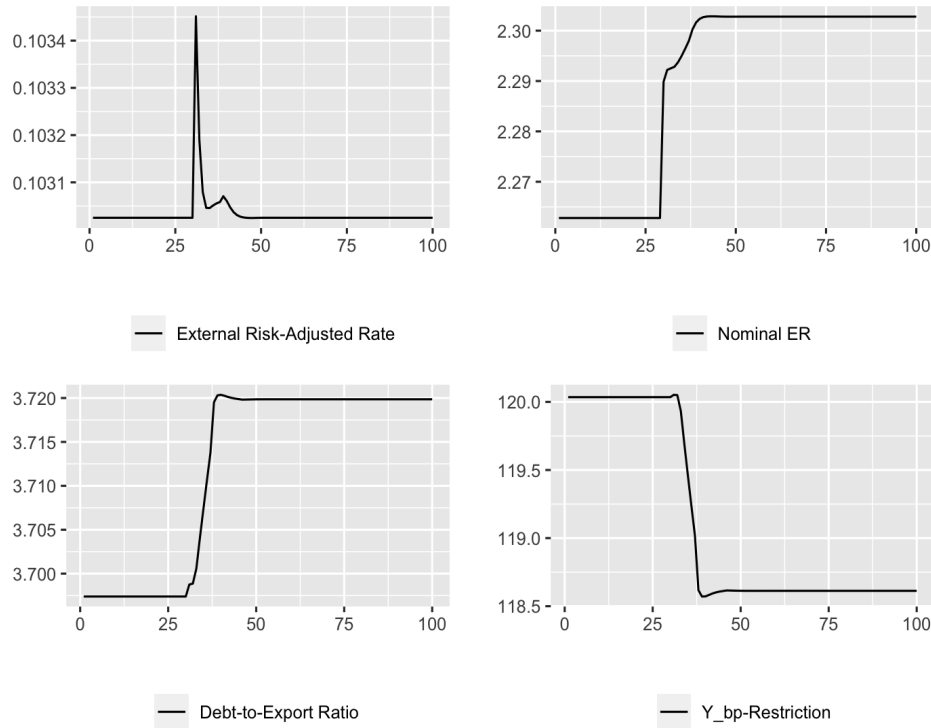 0.1034
0.1033
0.1032
0.1031
0 25 50 75 100
External Risk-Adjusted Rate
2.30
2.29
2.28
2.27
0 25 50 75 100
Nominal ER
3.720
3.715
3.710
3.705
3.700
0 25 50 75 100
Debt-to-Export Ratio
120.0
119.5
119.0
118.5
0 25 50 75 100
Y_bp-Restriction